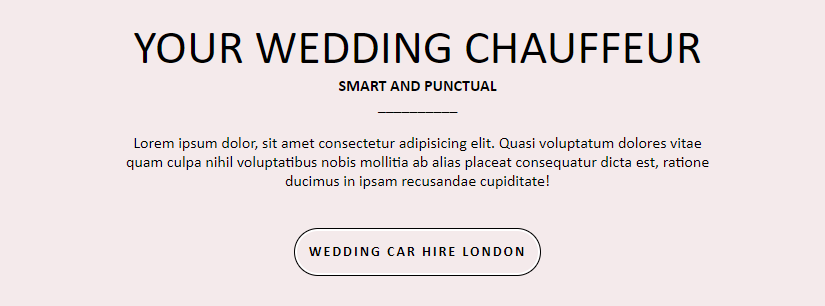 YOUR WEDDING CHAUFFEUR
SMART AND PUNCTUAL
__________
Lorem ipsum dolor, sit amet consectetur adipisicing elit. Quasi voluptatum dolores vitae
quam culpa nihil voluptatibus nobis mollitia ab alias placeat consequatur dicta est, ratione
ducimus in ipsam recusandae cupiditate!
WEDDING CAR HIRE LONDON